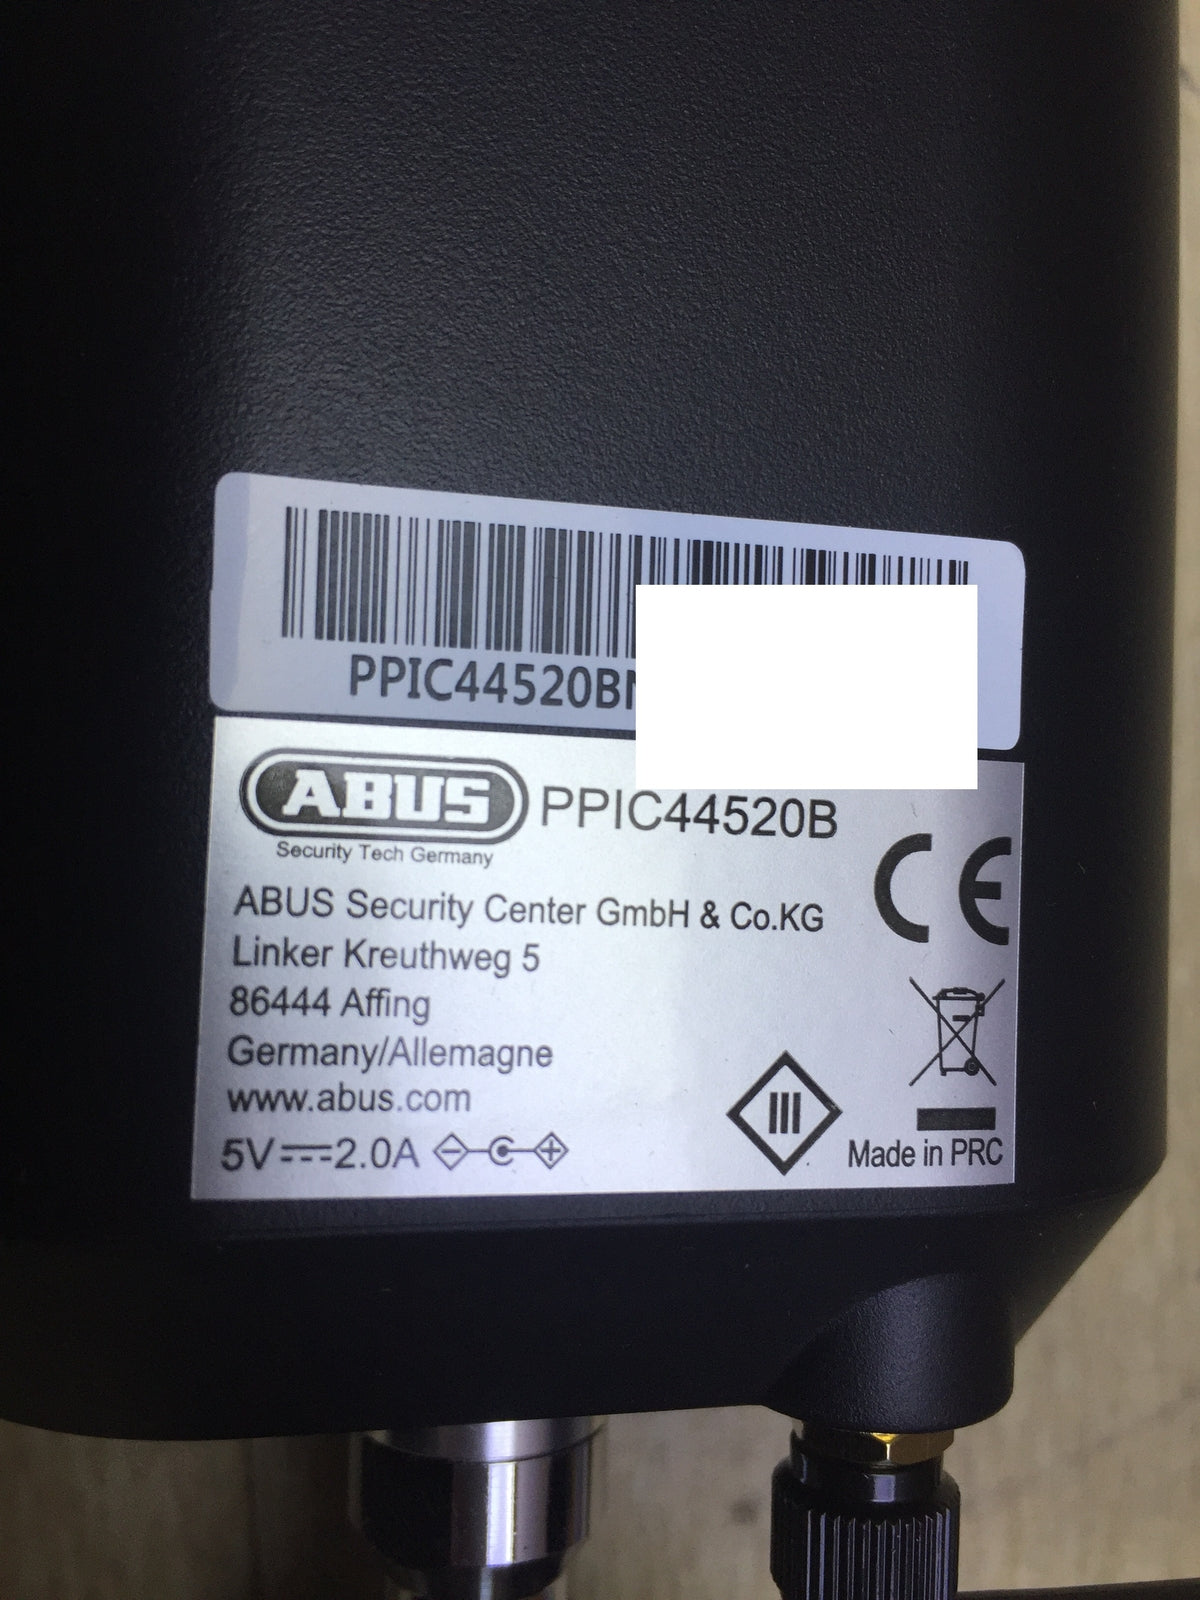 PPIC44520B
ABUS PPIC44520B
Security Tech Germany
CE
ABUS Security Center GmbH & Co.KG
Linker Kreuthweg 5
86444 Affing
Germany/Allemagne
www.abus.com
5V⎓2.0A
III
Made in PRC